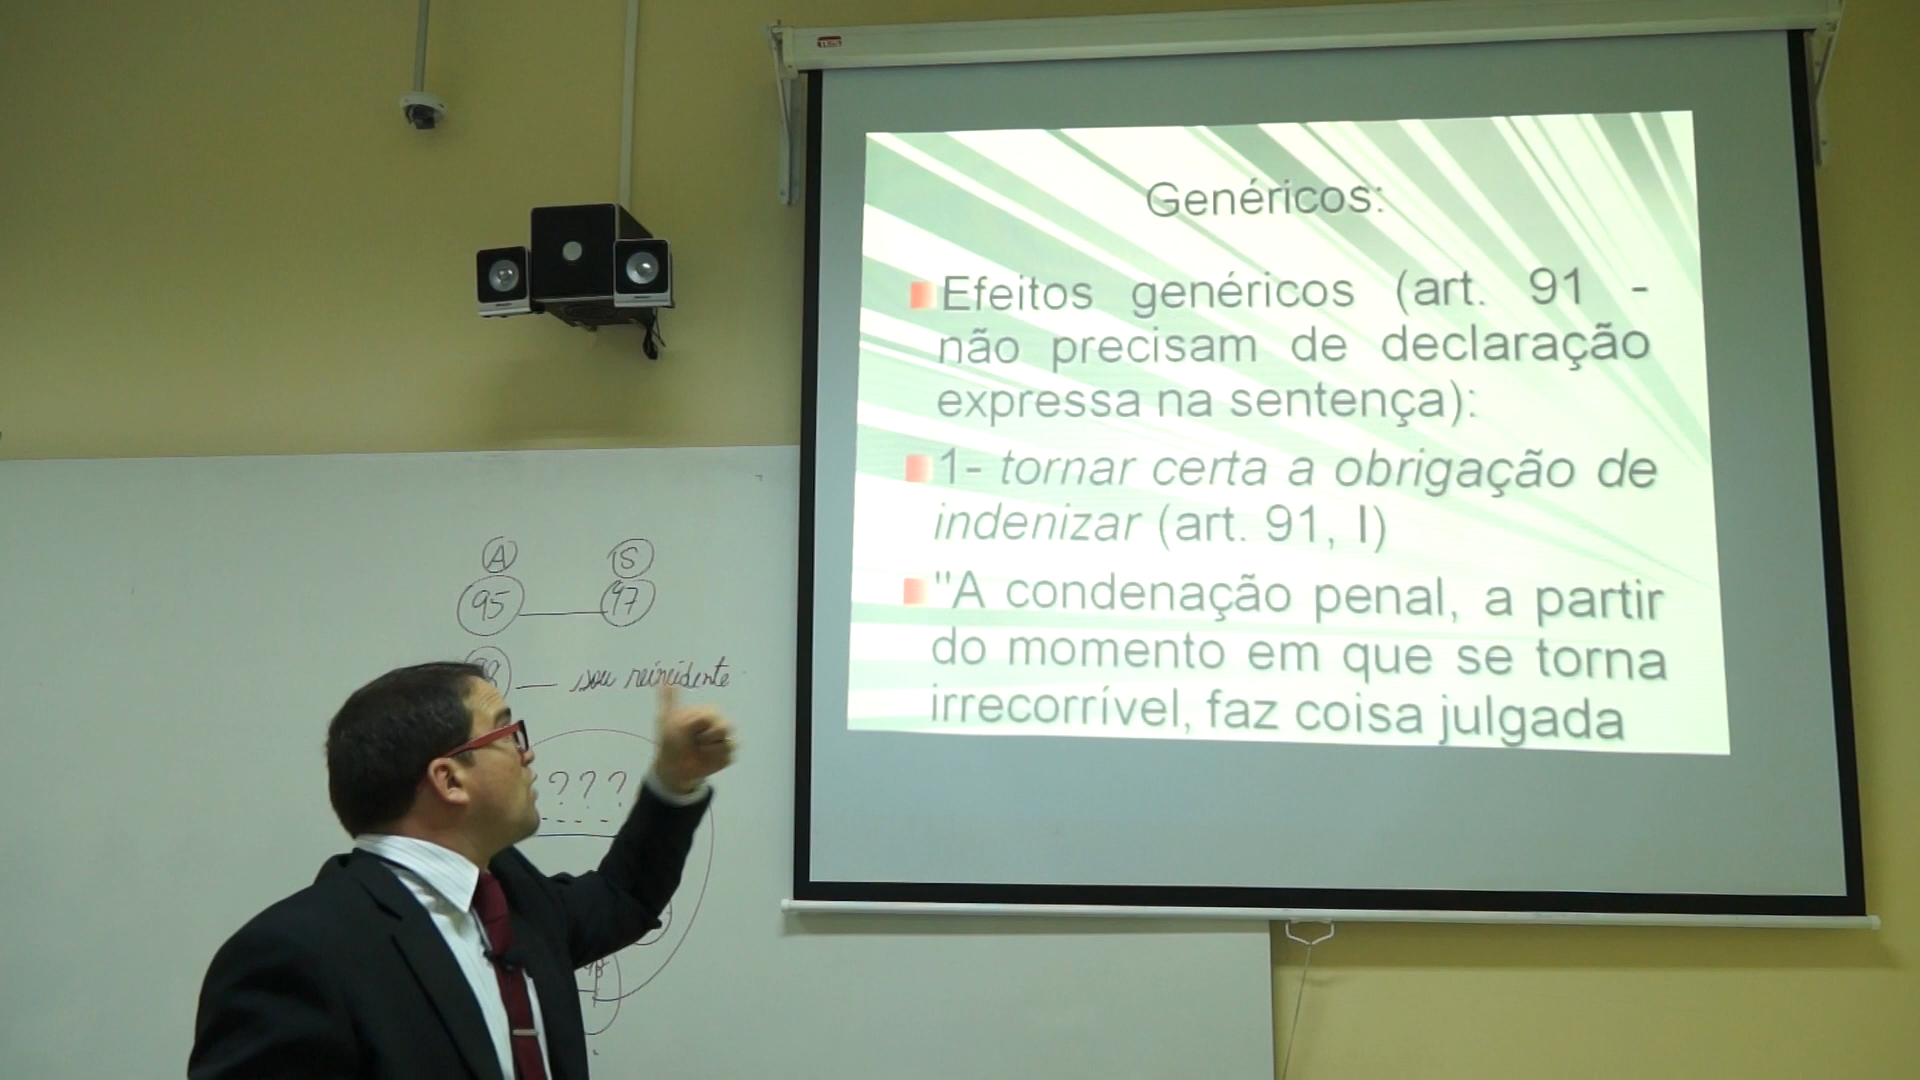 Genéricos:
Efeitos genéricos (art. 91 -
não precisam de declaração
expressa na sentença):
1- tornar certa a obrigação de
indenizar (art. 91, I)
"A condenação penal, a partir
do momento em que se torna
irrecorrível, faz coisa julgada
A S
95 97
sou reincidente
???